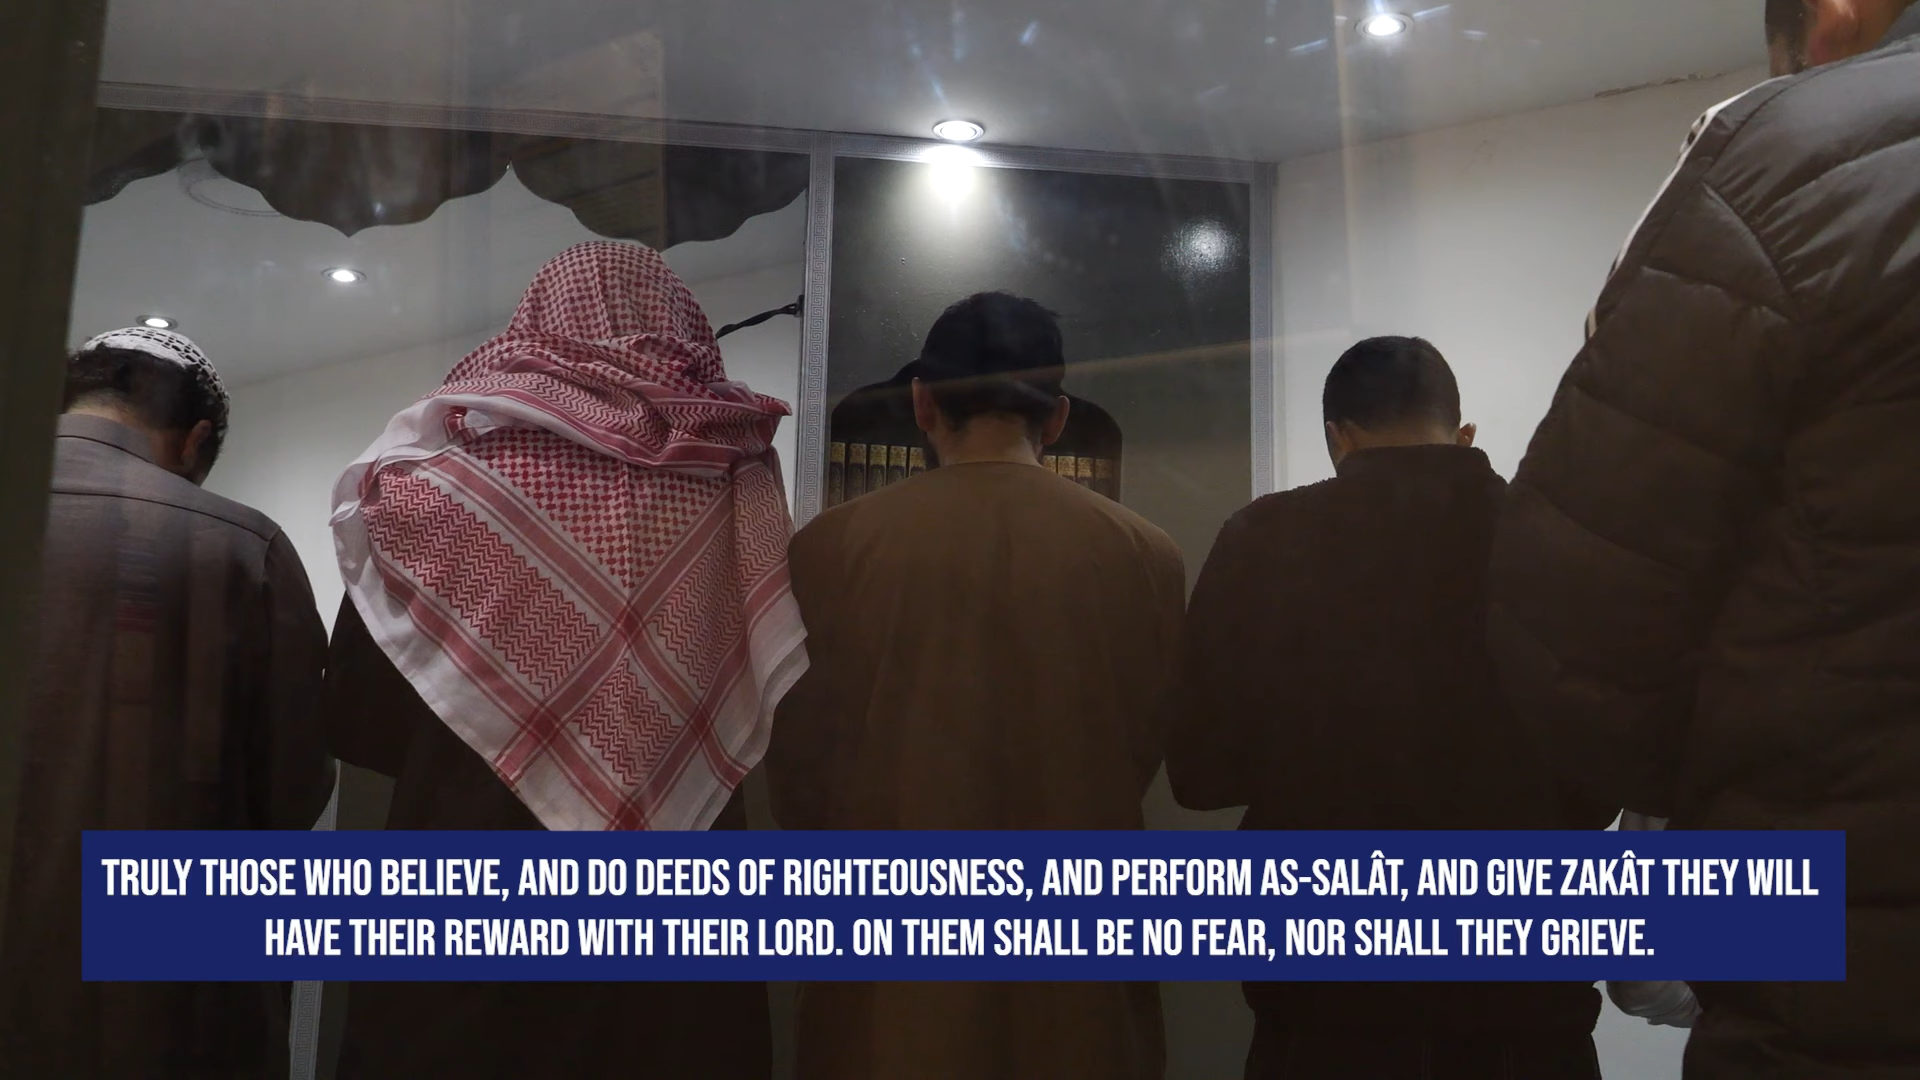 TRULY THOSE WHO BELIEVE, AND DO DEEDS OF RIGHTEOUSNESS, AND PERFORM AS-SALÂT, AND GIVE ZAKÂT THEY WILL
HAVE THEIR REWARD WITH THEIR LORD. ON THEM SHALL BE NO FEAR, NOR SHALL THEY GRIEVE.